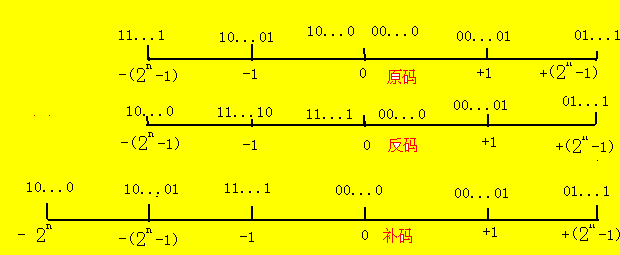 11...1 10...01 10...0 00...0 00...01 01...1
-(2ⁿ-1) -1 0 原码 +1 +(2ⁿ-1)
10...0 11...10 11...1 00...0 00...01 01...1
-(2ⁿ-1) -1 0 反码 +1 +(2ⁿ-1)
10...0 10...01 11...1 00...0 00...01 01...1
- 2ⁿ -(2ⁿ-1) -1 0 补码 +1 +(2ⁿ-1)